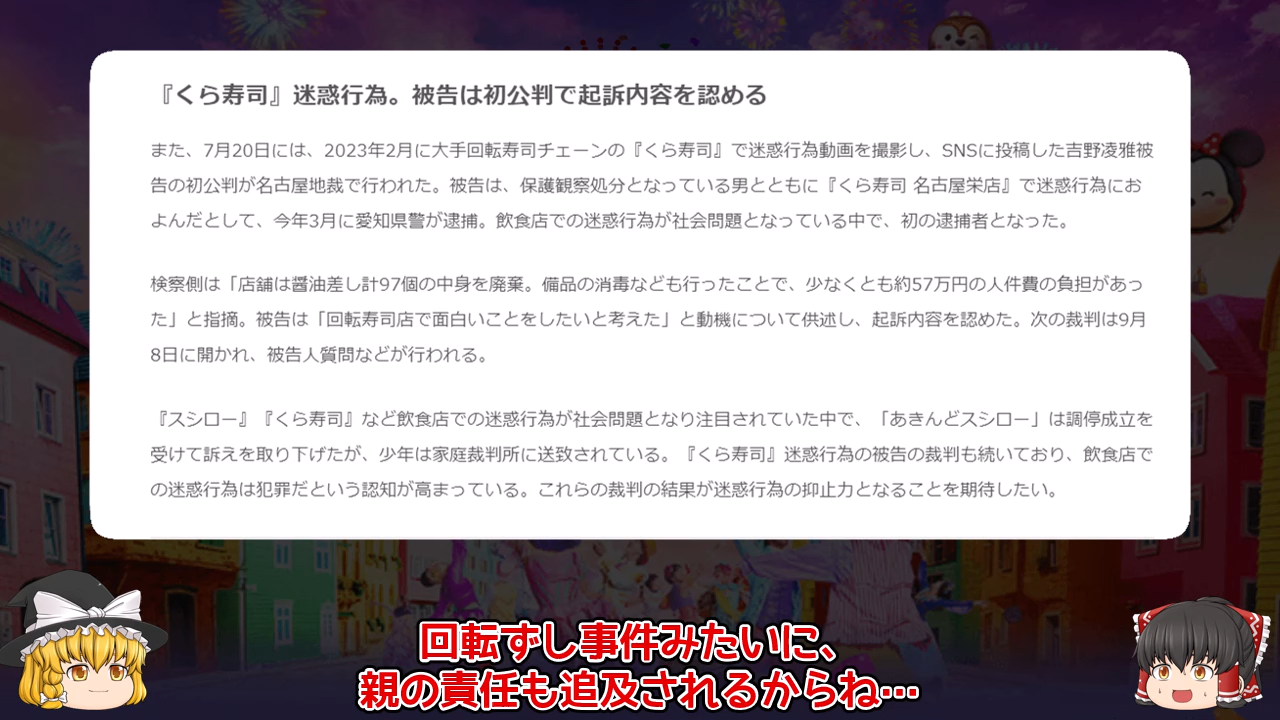 『くら寿司』迷惑行為。被告は初公判で起訴内容を認める
また、7月20日には、2023年2月に大手回転寿司チェーンの『くら寿司』で迷惑行為動画を撮影し、SNSに投稿した吉野凌雅被
告の初公判が名古屋地裁で行われた。被告は、保護観察処分となっている男とともに『くら寿司 名古屋栄店』で迷惑行為にお
よんだとして、今年3月に愛知県警が逮捕。飲食店での迷惑行為が社会問題となっている中で、初の逮捕者となった。
検察側は「店舗は醤油差し計97個の中身を廃棄。備品の消毒なども行ったことで、少なくとも約57万円の人件費の負担があっ
た」と指摘。被告は「回転寿司店で面白いことをしたいと考えた」と動機について供述し、起訴内容を認めた。次の裁判は9月
8日に開かれ、被告人質問などが行われる。
『スシロー』『くら寿司』など飲食店での迷惑行為が社会問題となり注目されていた中で、「あきんどスシロー」は調停成立を
受けて訴えを取り下げたが、少年は家庭裁判所に送致されている。『くら寿司』迷惑行為の被告の裁判も続いており、飲食店で
の迷惑行為は犯罪だという認知が高まっている。これらの裁判の結果が迷惑行為の抑止力となることを期待したい。
回転ずし事件みたいに、
親の責任も追及されるからね…